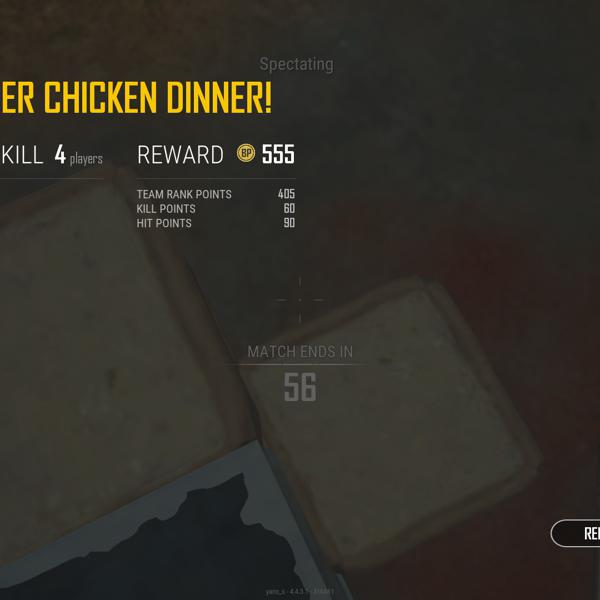 Spectating
ER CHICKEN DINNER!
KILL 4 players
REWARD BP 555
TEAM RANK POINTS 405
KILL POINTS 60
HIT POINTS 90
MATCH ENDS IN
56